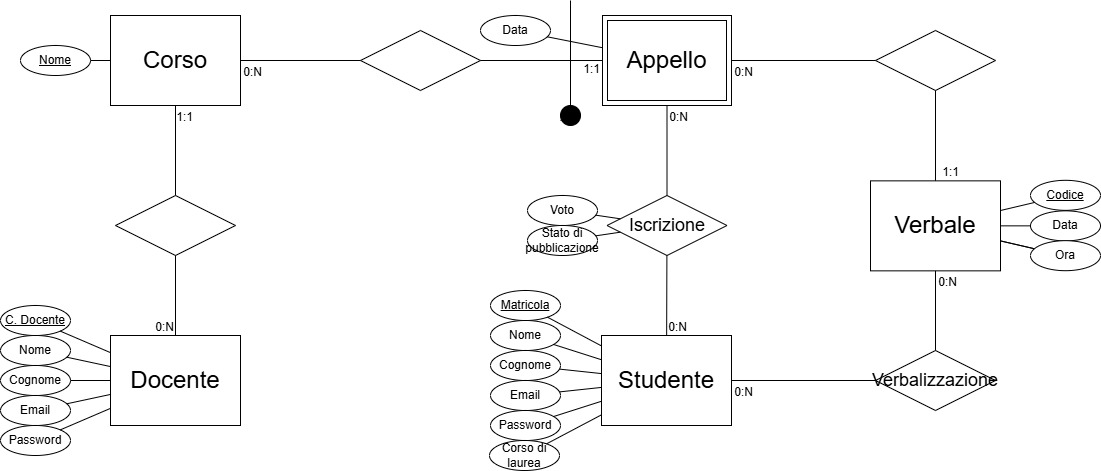 Data
Nome
Corso
Appello
0:N
1:1
0:N
1:1
0:N
1:1
Codice
Voto
Iscrizione
Verbale
Data
Stato di
pubblicazione
Ora
0:N
Matricola
C. Docente
0:N
0:N
Nome
Nome
Cognome
Cognome
Docente
Studente
Verbalizzazione
Email
Email
0:N
Password
Password
Corso di
laurea